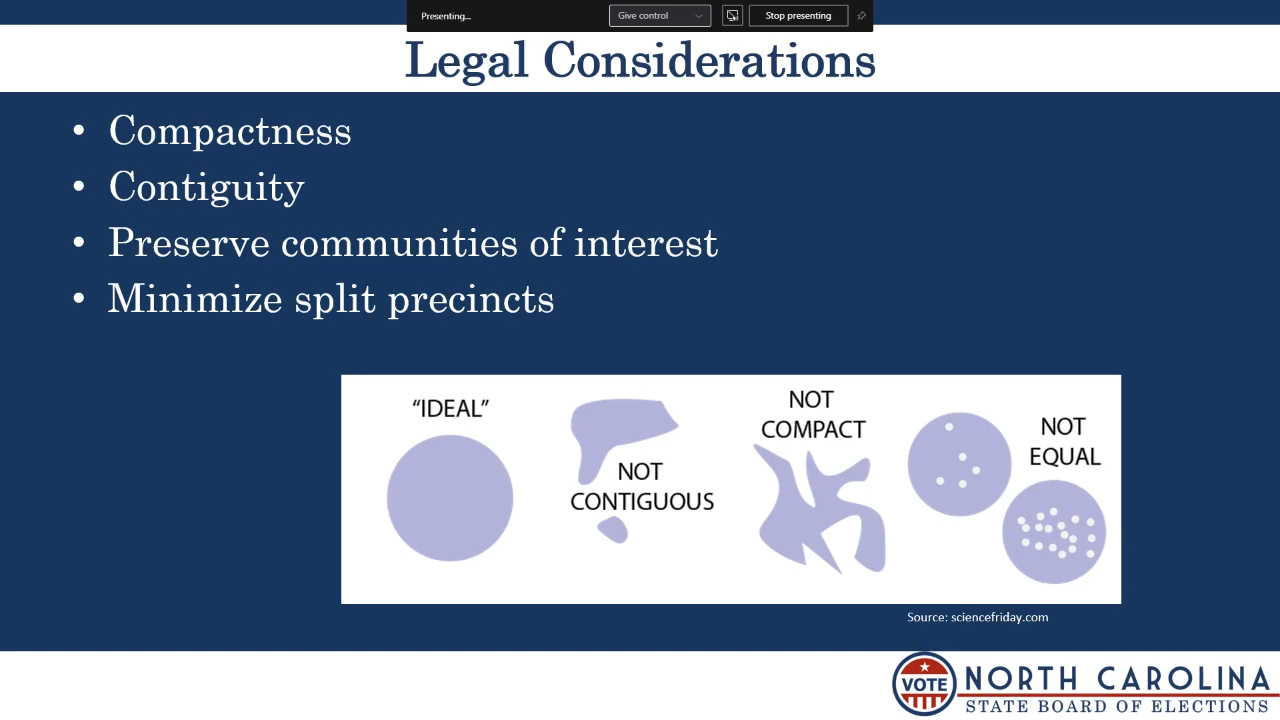 Presenting...
Give control
Stop presenting
Legal Considerations
• Compactness
• Contiguity
• Preserve communities of interest
• Minimize split precincts
“IDEAL”
NOT
CONTIGUOUS
NOT
COMPACT
NOT
EQUAL
Source: sciencefriday.com
VOTE
NORTH CAROLINA
STATE BOARD OF ELECTIONS